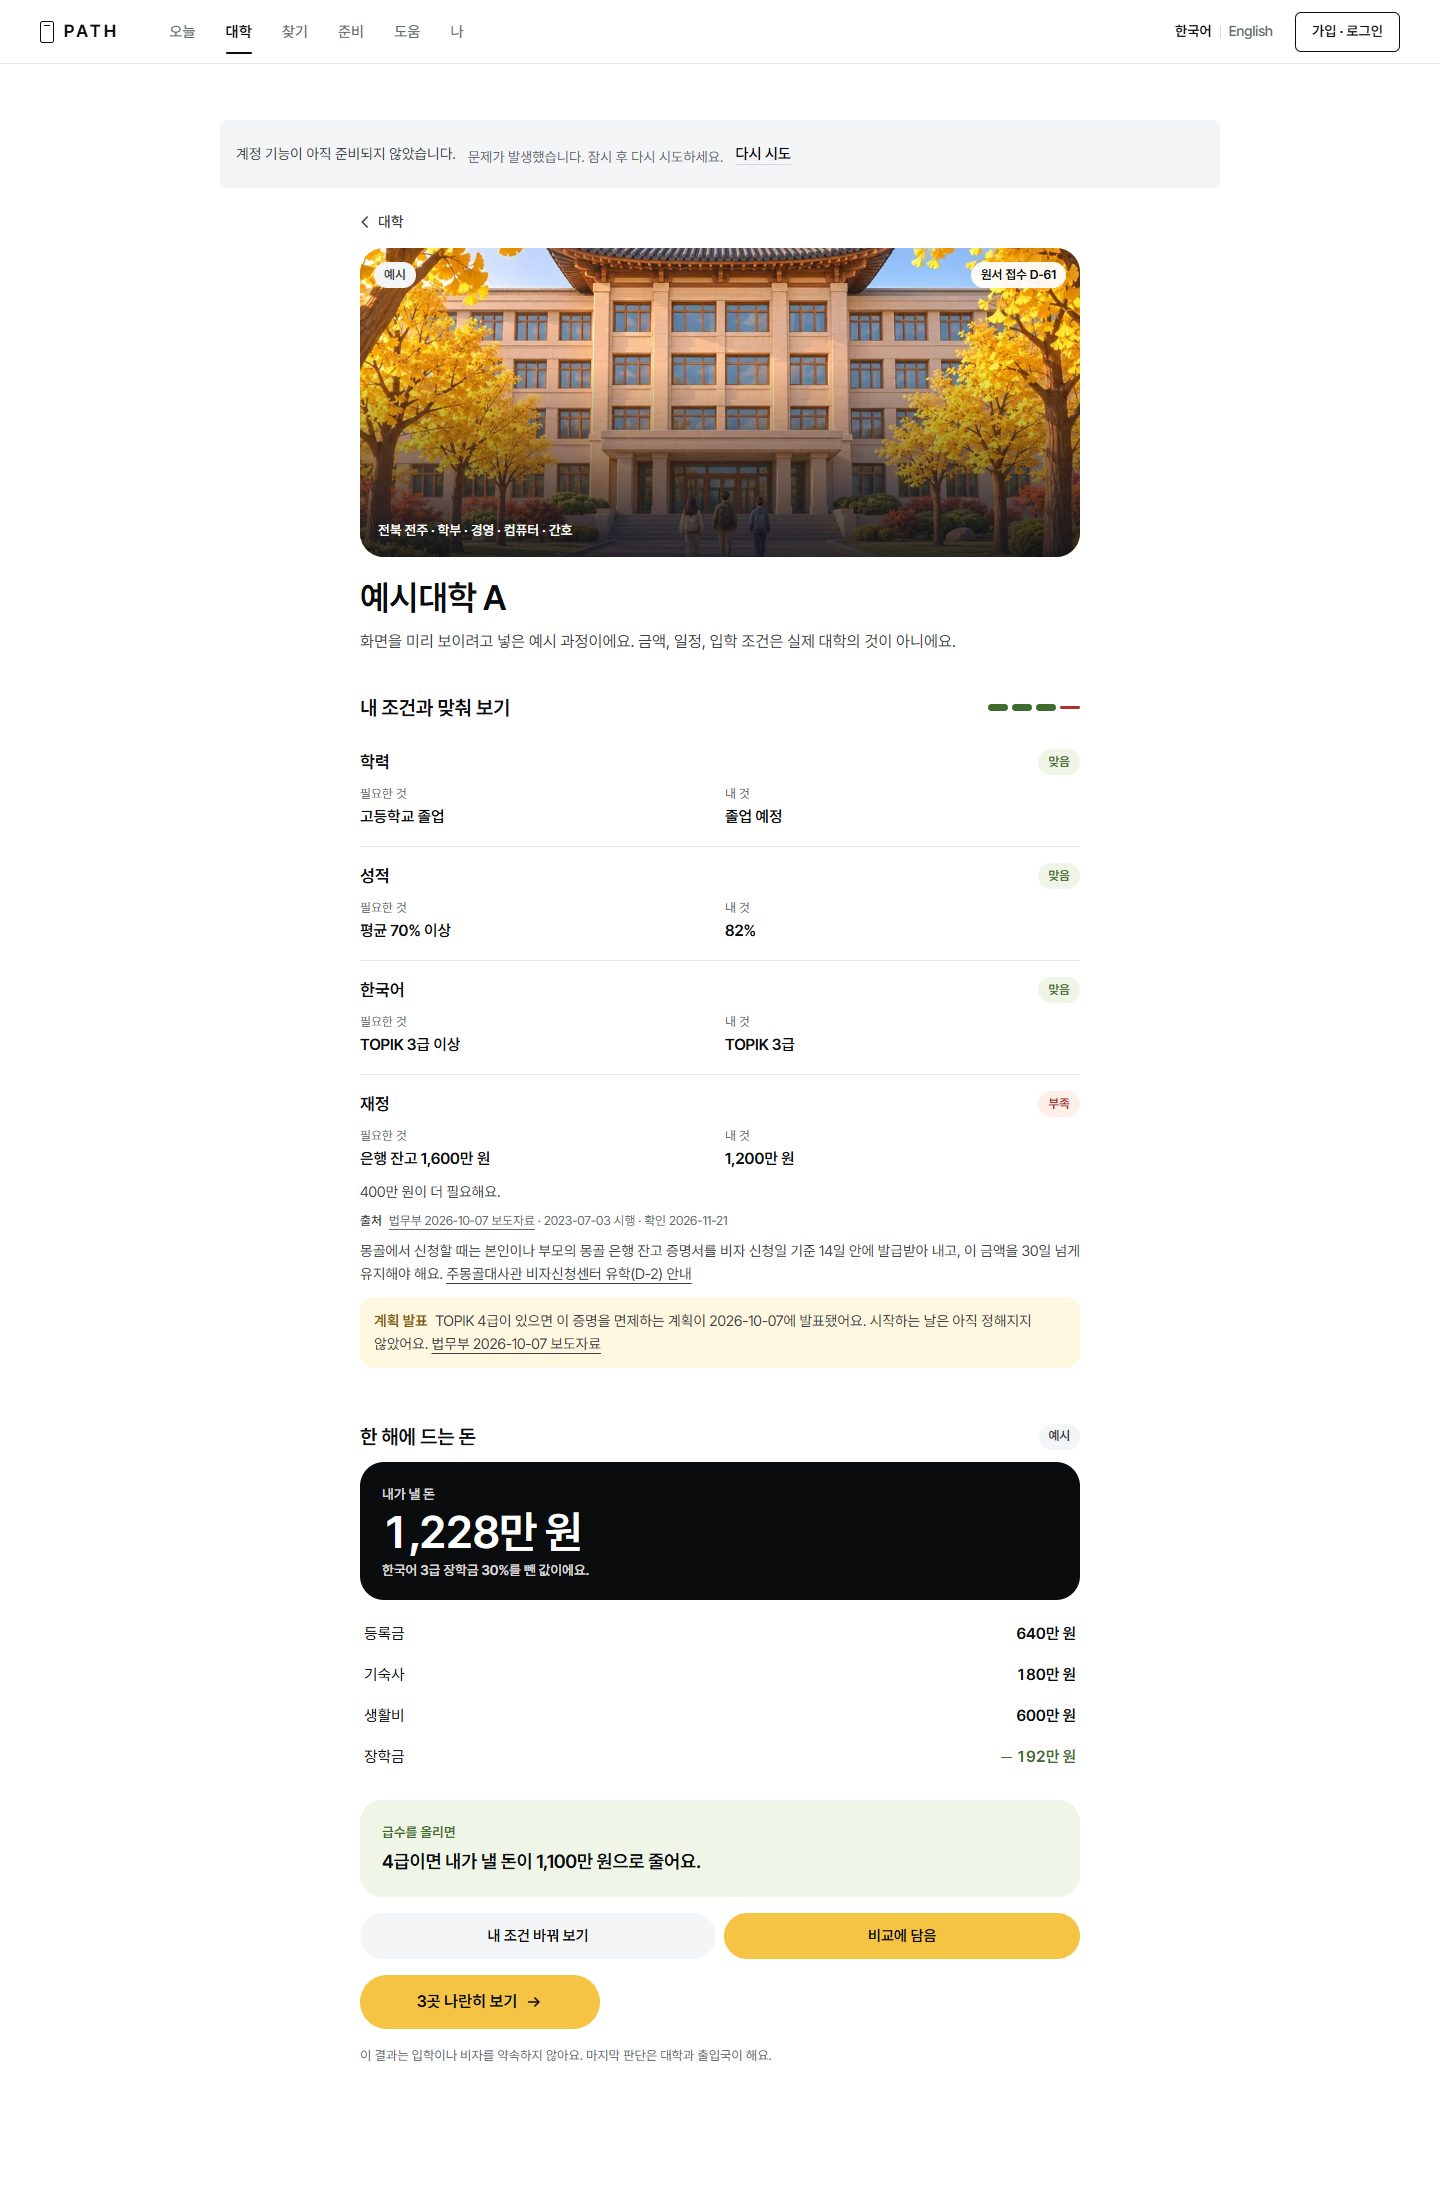 PATH
오늘
대학
찾기
준비
도움
나
한국어 | English
가입 · 로그인
계정 기능이 아직 준비되지 않았습니다. 문제가 발생했습니다. 잠시 후 다시 시도하세요. 다시 시도
대학
예시
원서 접수 D-61
전북 전주 · 학부 · 경영 · 컴퓨터 · 간호
예시대학 A
화면을 미리 보이려고 넣은 예시 과정이에요. 금액, 일정, 입학 조건은 실제 대학의 것이 아니에요.
내 조건과 맞춰 보기
학력
맞음
필요한 것
내 것
고등학교 졸업
졸업 예정
성적
맞음
필요한 것
내 것
평균 70% 이상
82%
한국어
맞음
필요한 것
내 것
TOPIK 3급 이상
TOPIK 3급
재정
부족
필요한 것
내 것
은행 잔고 1,600만 원
1,200만 원
400만 원이 더 필요해요.
출처 법무부 2026-10-07 보도자료 · 2023-07-03 시행 · 확인 2026-11-21
몽골에서 신청할 때는 본인이나 부모의 몽골 은행 잔고 증명서를 비자 신청일 기준 14일 안에 발급받아 내고, 이 금액을 30일 넘게
유지해야 해요. 주몽골대사관 비자신청센터 유학(D-2) 안내
계획 발표 TOPIK 4급이 있으면 이 증명을 면제하는 계획이 2026-10-07에 발표됐어요. 시작하는 날은 아직 정해지지
않았어요. 법무부 2026-10-07 보도자료
한 해에 드는 돈
예시
내가 낼 돈
1,228만 원
한국어 3급 장학금 30%를 뺀 값이에요.
등록금
640만 원
기숙사
180만 원
생활비
600만 원
장학금
— 192만 원
급수를 올리면
4급이면 내가 낼 돈이 1,100만 원으로 줄어요.
내 조건 바꿔 보기
비교에 담음
3곳 나란히 보기 →
이 결과는 입학이나 비자를 약속하지 않아요. 마지막 판단은 대학과 출입국이 해요.